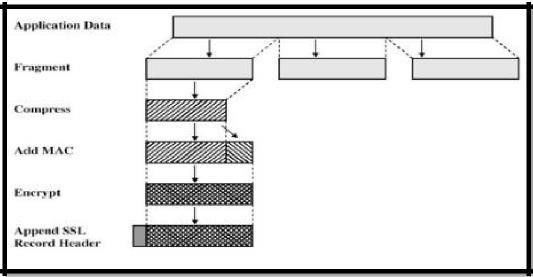 Application Data
Fragment
Compress
Add MAC
Encrypt
Append SSL
Record Header